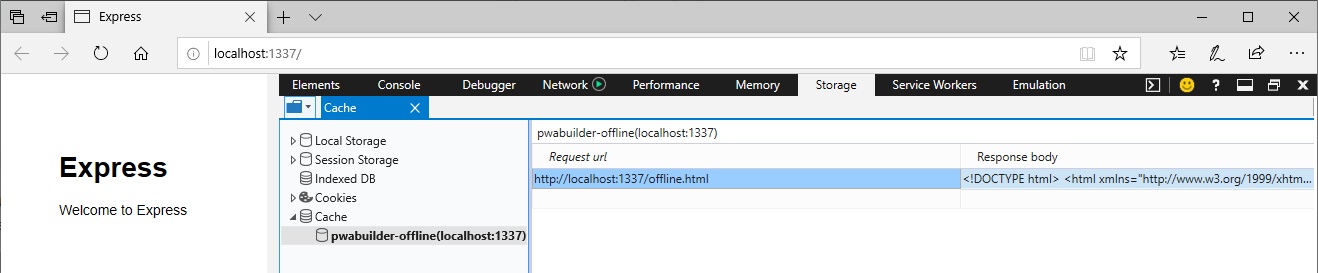 Express
localhost:1337/
Elements Console Debugger Network Performance Memory Storage Service Workers Emulation
Cache
Local Storage
Session Storage
Indexed DB
Cookies
Cache
pwabuilder-offline(localhost:1337)
pwabuilder-offline(localhost:1337)
Request url Response body
http://localhost:1337/offline.html <!DOCTYPE html> <html xmlns="http://www.w3.org/1999/xhtm...
Express
Welcome to Express